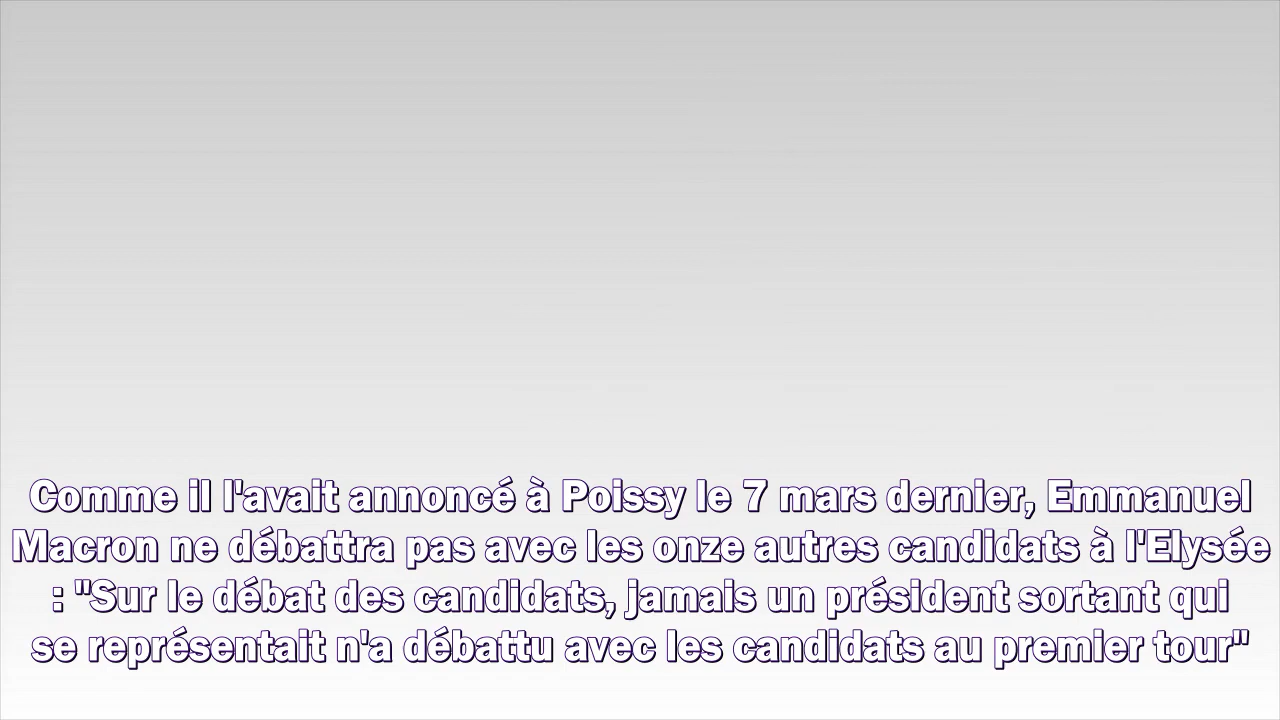 Comme il l'avait annoncé à Poissy le 7 mars dernier, Emmanuel
Macron ne débattra pas avec les onze autres candidats à l'Elysée
: "Sur le débat des candidats, jamais un président sortant qui
se représentait n'a débattu avec les candidats au premier tour"